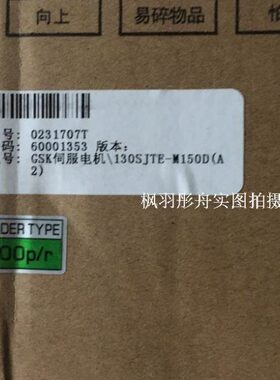 向上
易碎物品
怕
号: 0231707T
码: 60001353 版本:
号: GSK伺服电机\130SJTE-M150D(A
2)
枫羽彤舟实图拍摄
DER TYPE
00p/r